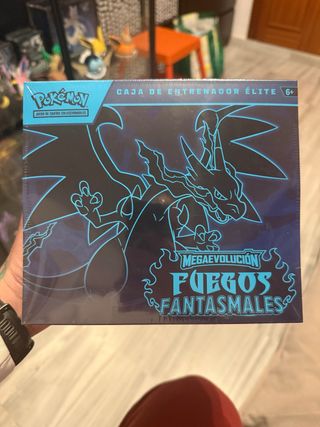 Pokémon
JUEGO DE CARTAS COLECCIONABLES
CAJA DE ENTRENADOR ÉLITE
6+
MEGAEVOLUCIÓN
FUEGOS
FANTASMALES